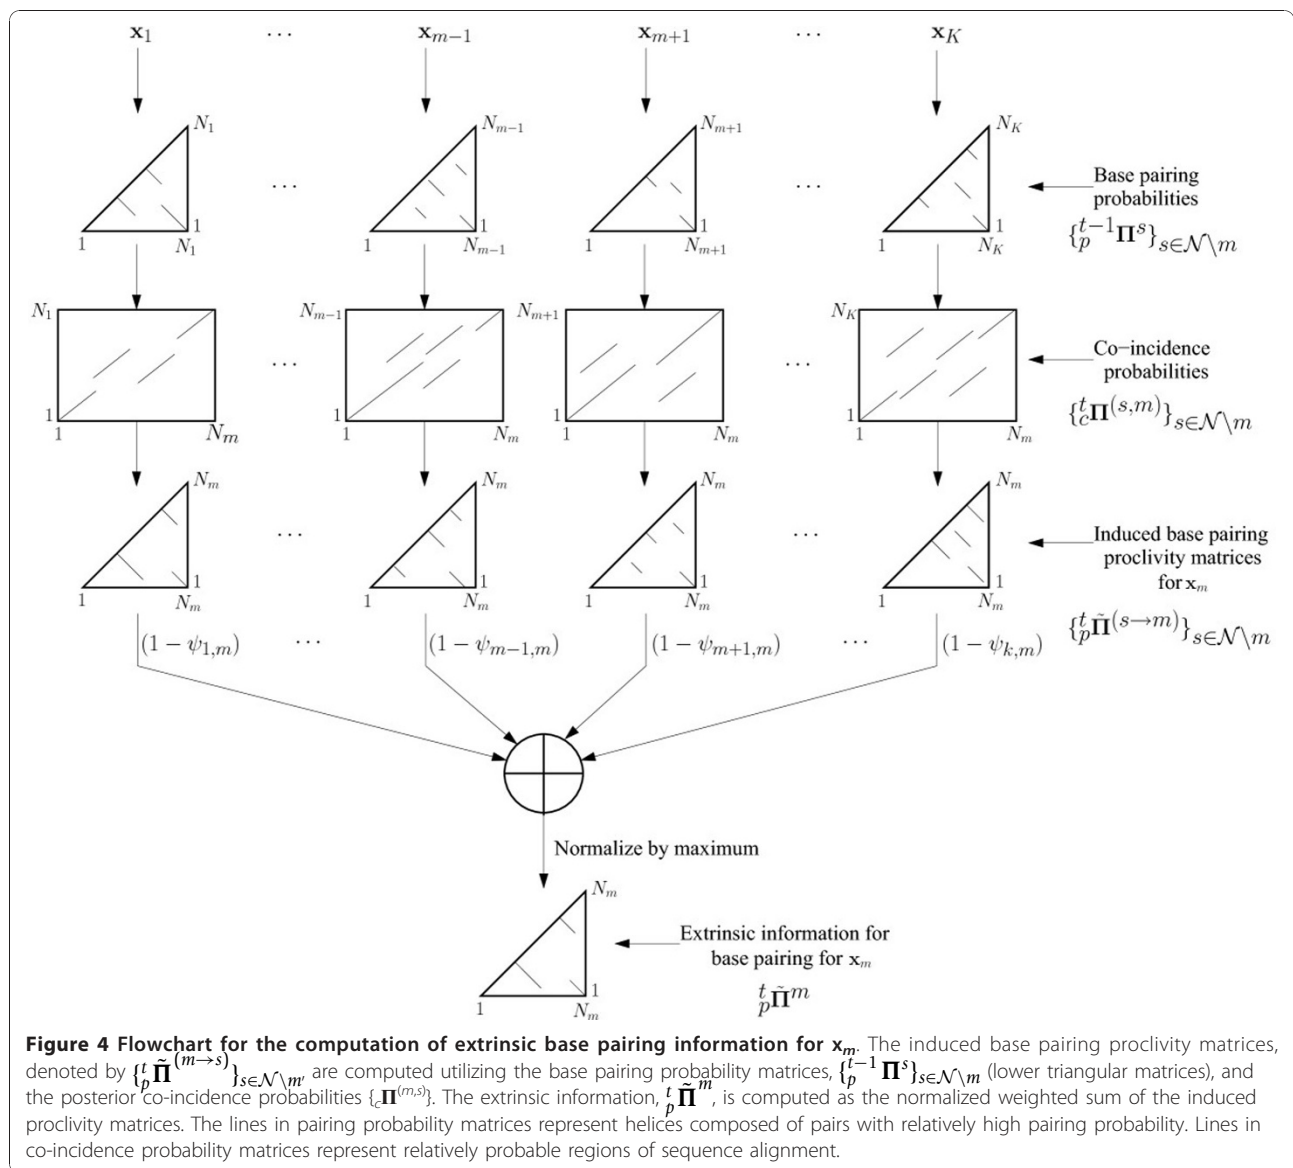 x₁ ... xₘ₋₁ xₘ₊₁ ... x_K
N₁ Nₘ₋₁ Nₘ₊₁ N_K
... ... Base pairing
probabilities
1 1 1 1
1 N₁ 1 Nₘ₋₁ 1 Nₘ₊₁ 1 N_K
{ᵗ⁻¹ₚΠˢ}_{s∈𝒩\m}
N₁ Nₘ₋₁ Nₘ₊₁ N_K
... ... Co−incidence
probabilities
{ᵗ_cΠ^{(s,m)}}_{s∈𝒩\m}
1 1 1 1
1 Nₘ 1 Nₘ 1 Nₘ 1 Nₘ
Nₘ Nₘ Nₘ Nₘ
... ... Induced base pairing
proclivity matrices
for xₘ
1 1 1 1
1 Nₘ 1 Nₘ 1 Nₘ 1 Nₘ
{ᵗₚΠ̃^{(s→m)}}_{s∈𝒩\m}
(1 − ψ₁,ₘ) ... (1 − ψₘ₋₁,ₘ) (1 − ψₘ₊₁,ₘ) ... (1 − ψₖ,ₘ)
Normalize by maximum
Nₘ
Extrinsic information for
base pairing for xₘ
1
1 Nₘ
ᵗₚΠ̃ᵐ
Figure 4 Flowchart for the computation of extrinsic base pairing information for xₘ. The induced base pairing proclivity matrices,
denoted by {ᵗₚΠ̃^{(m→s)}}_{s∈𝒩\m'} are computed utilizing the base pairing probability matrices, {ᵗ⁻¹ₚΠˢ}_{s∈𝒩\m} (lower triangular matrices), and
the posterior co-incidence probabilities {_cΠ^{(m,s)}}. The extrinsic information, ᵗₚΠ̃ᵐ, is computed as the normalized weighted sum of the induced
proclivity matrices. The lines in pairing probability matrices represent helices composed of pairs with relatively high pairing probability. Lines in
co-incidence probability matrices represent relatively probable regions of sequence alignment.